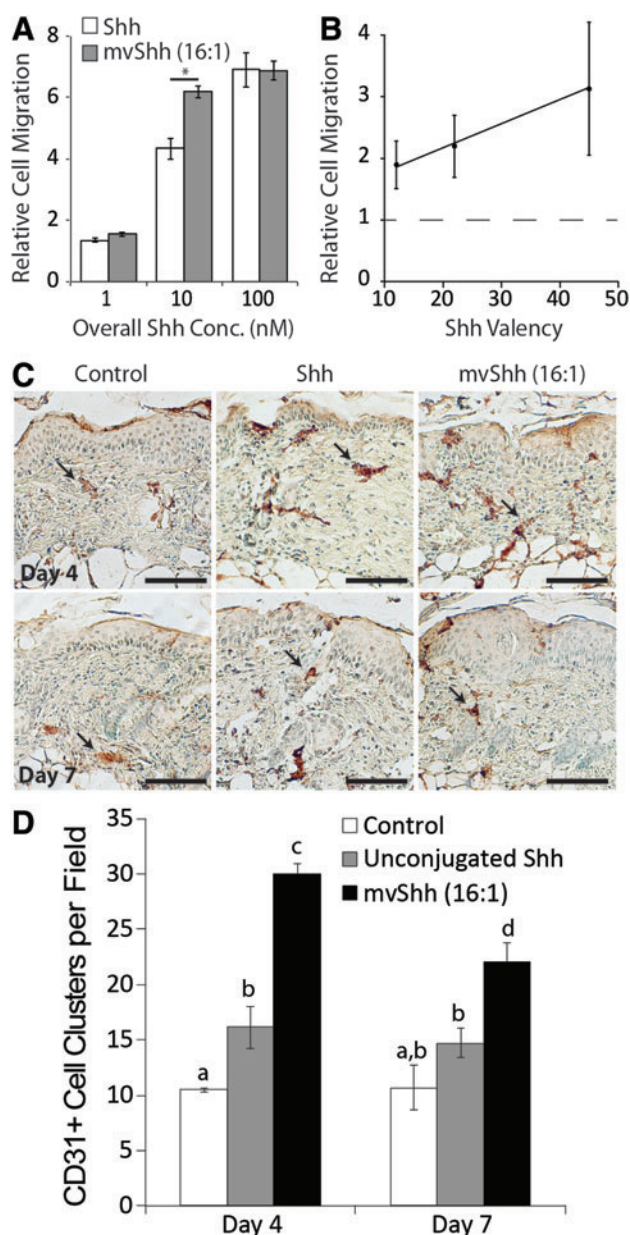 A
Shh
mvShh (16:1)
*
Relative Cell Migration
8
6
4
2
0
1 10 100
Overall Shh Conc. (nM)
B
Relative Cell Migration
4
3
2
1
0
10 20 30 40 50
Shh Valency
C
Control Shh mvShh (16:1)
Day 4
Day 7
D
Control
Unconjugated Shh
mvShh (16:1)
CD31+ Cell Clusters per Field
35
30
25
20
15
10
5
0
a b c a,b b d
Day 4 Day 7